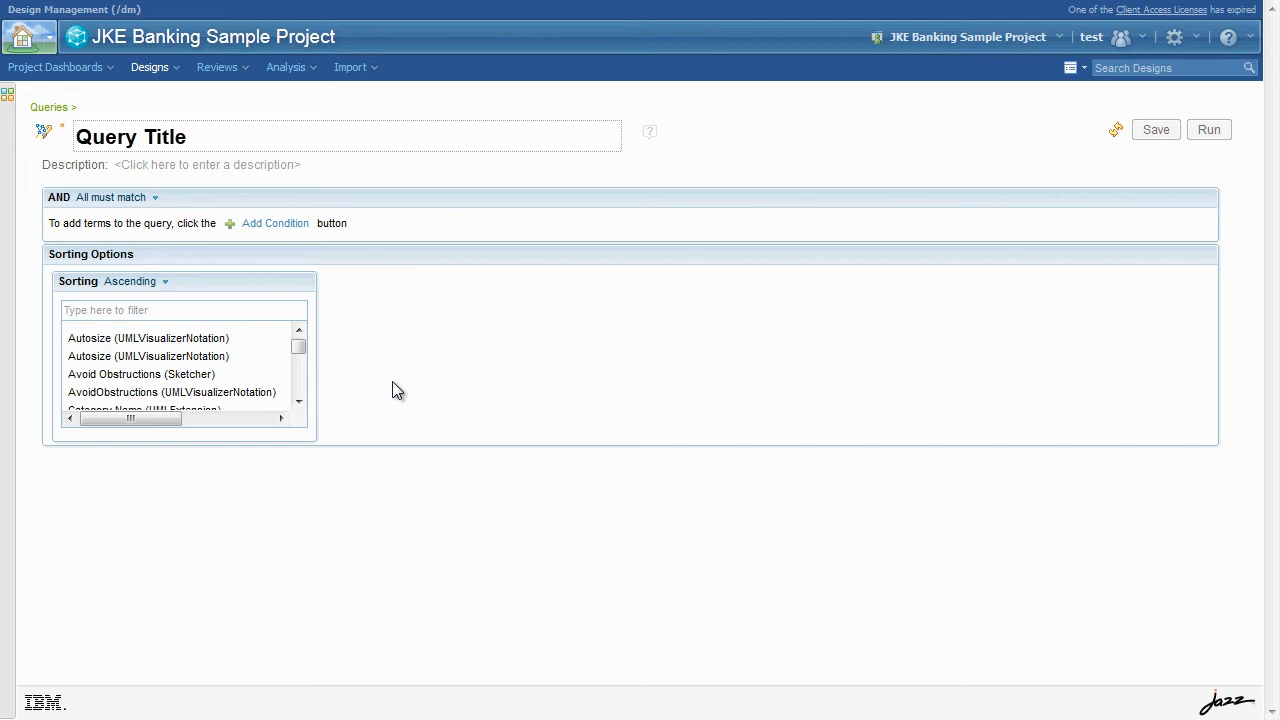 Design Management (/dm)
One of the Client Access Licenses has expired
JKE Banking Sample Project
JKE Banking Sample Project
test
Project Dashboards
Designs
Reviews
Analysis
Import
Search Designs
Queries >
* Query Title
?
Save
Run
Description: <Click here to enter a description>
AND All must match
To add terms to the query, click the Add Condition button
Sorting Options
Sorting Ascending
Type here to filter
Autosize (UMLVisualizerNotation)
Autosize (UMLVisualizerNotation)
Avoid Obstructions (Sketcher)
AvoidObstructions (UMLVisualizerNotation)
Category Name (UMLExtension)
IBM.
jazz